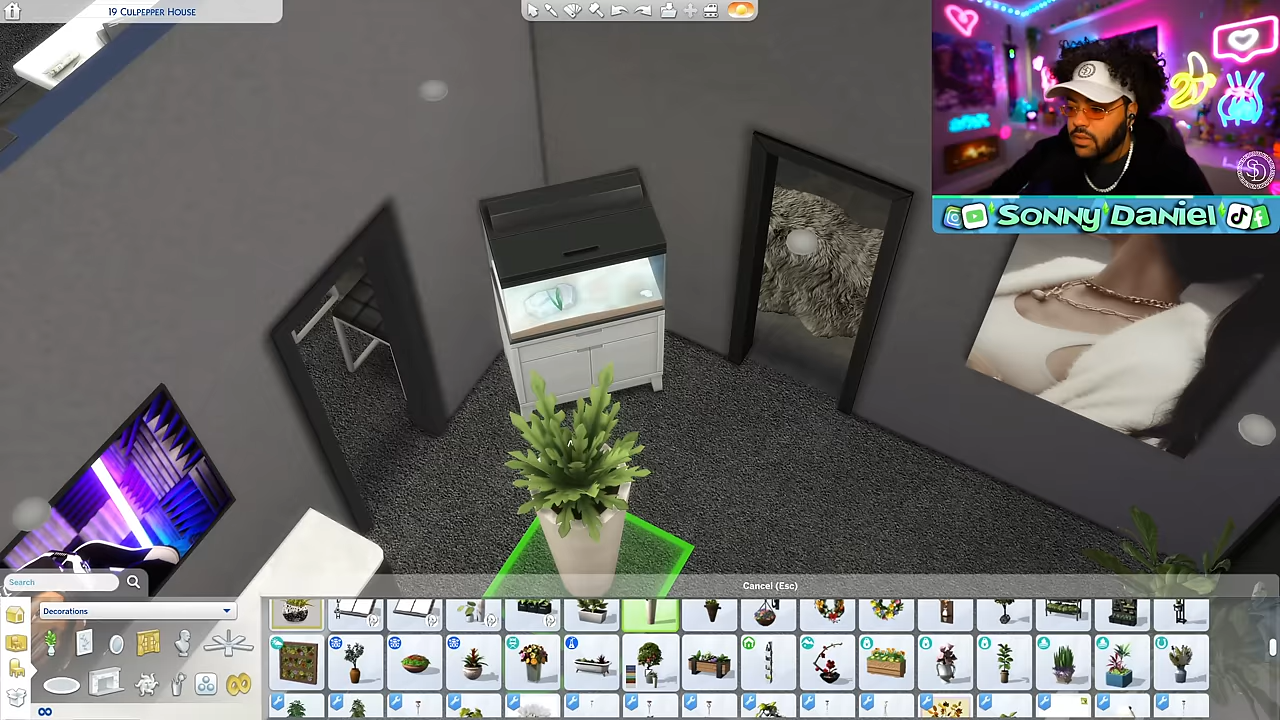 19 Culpepper House
Sonny Daniel
Cancel (Esc)
Search
Decorations